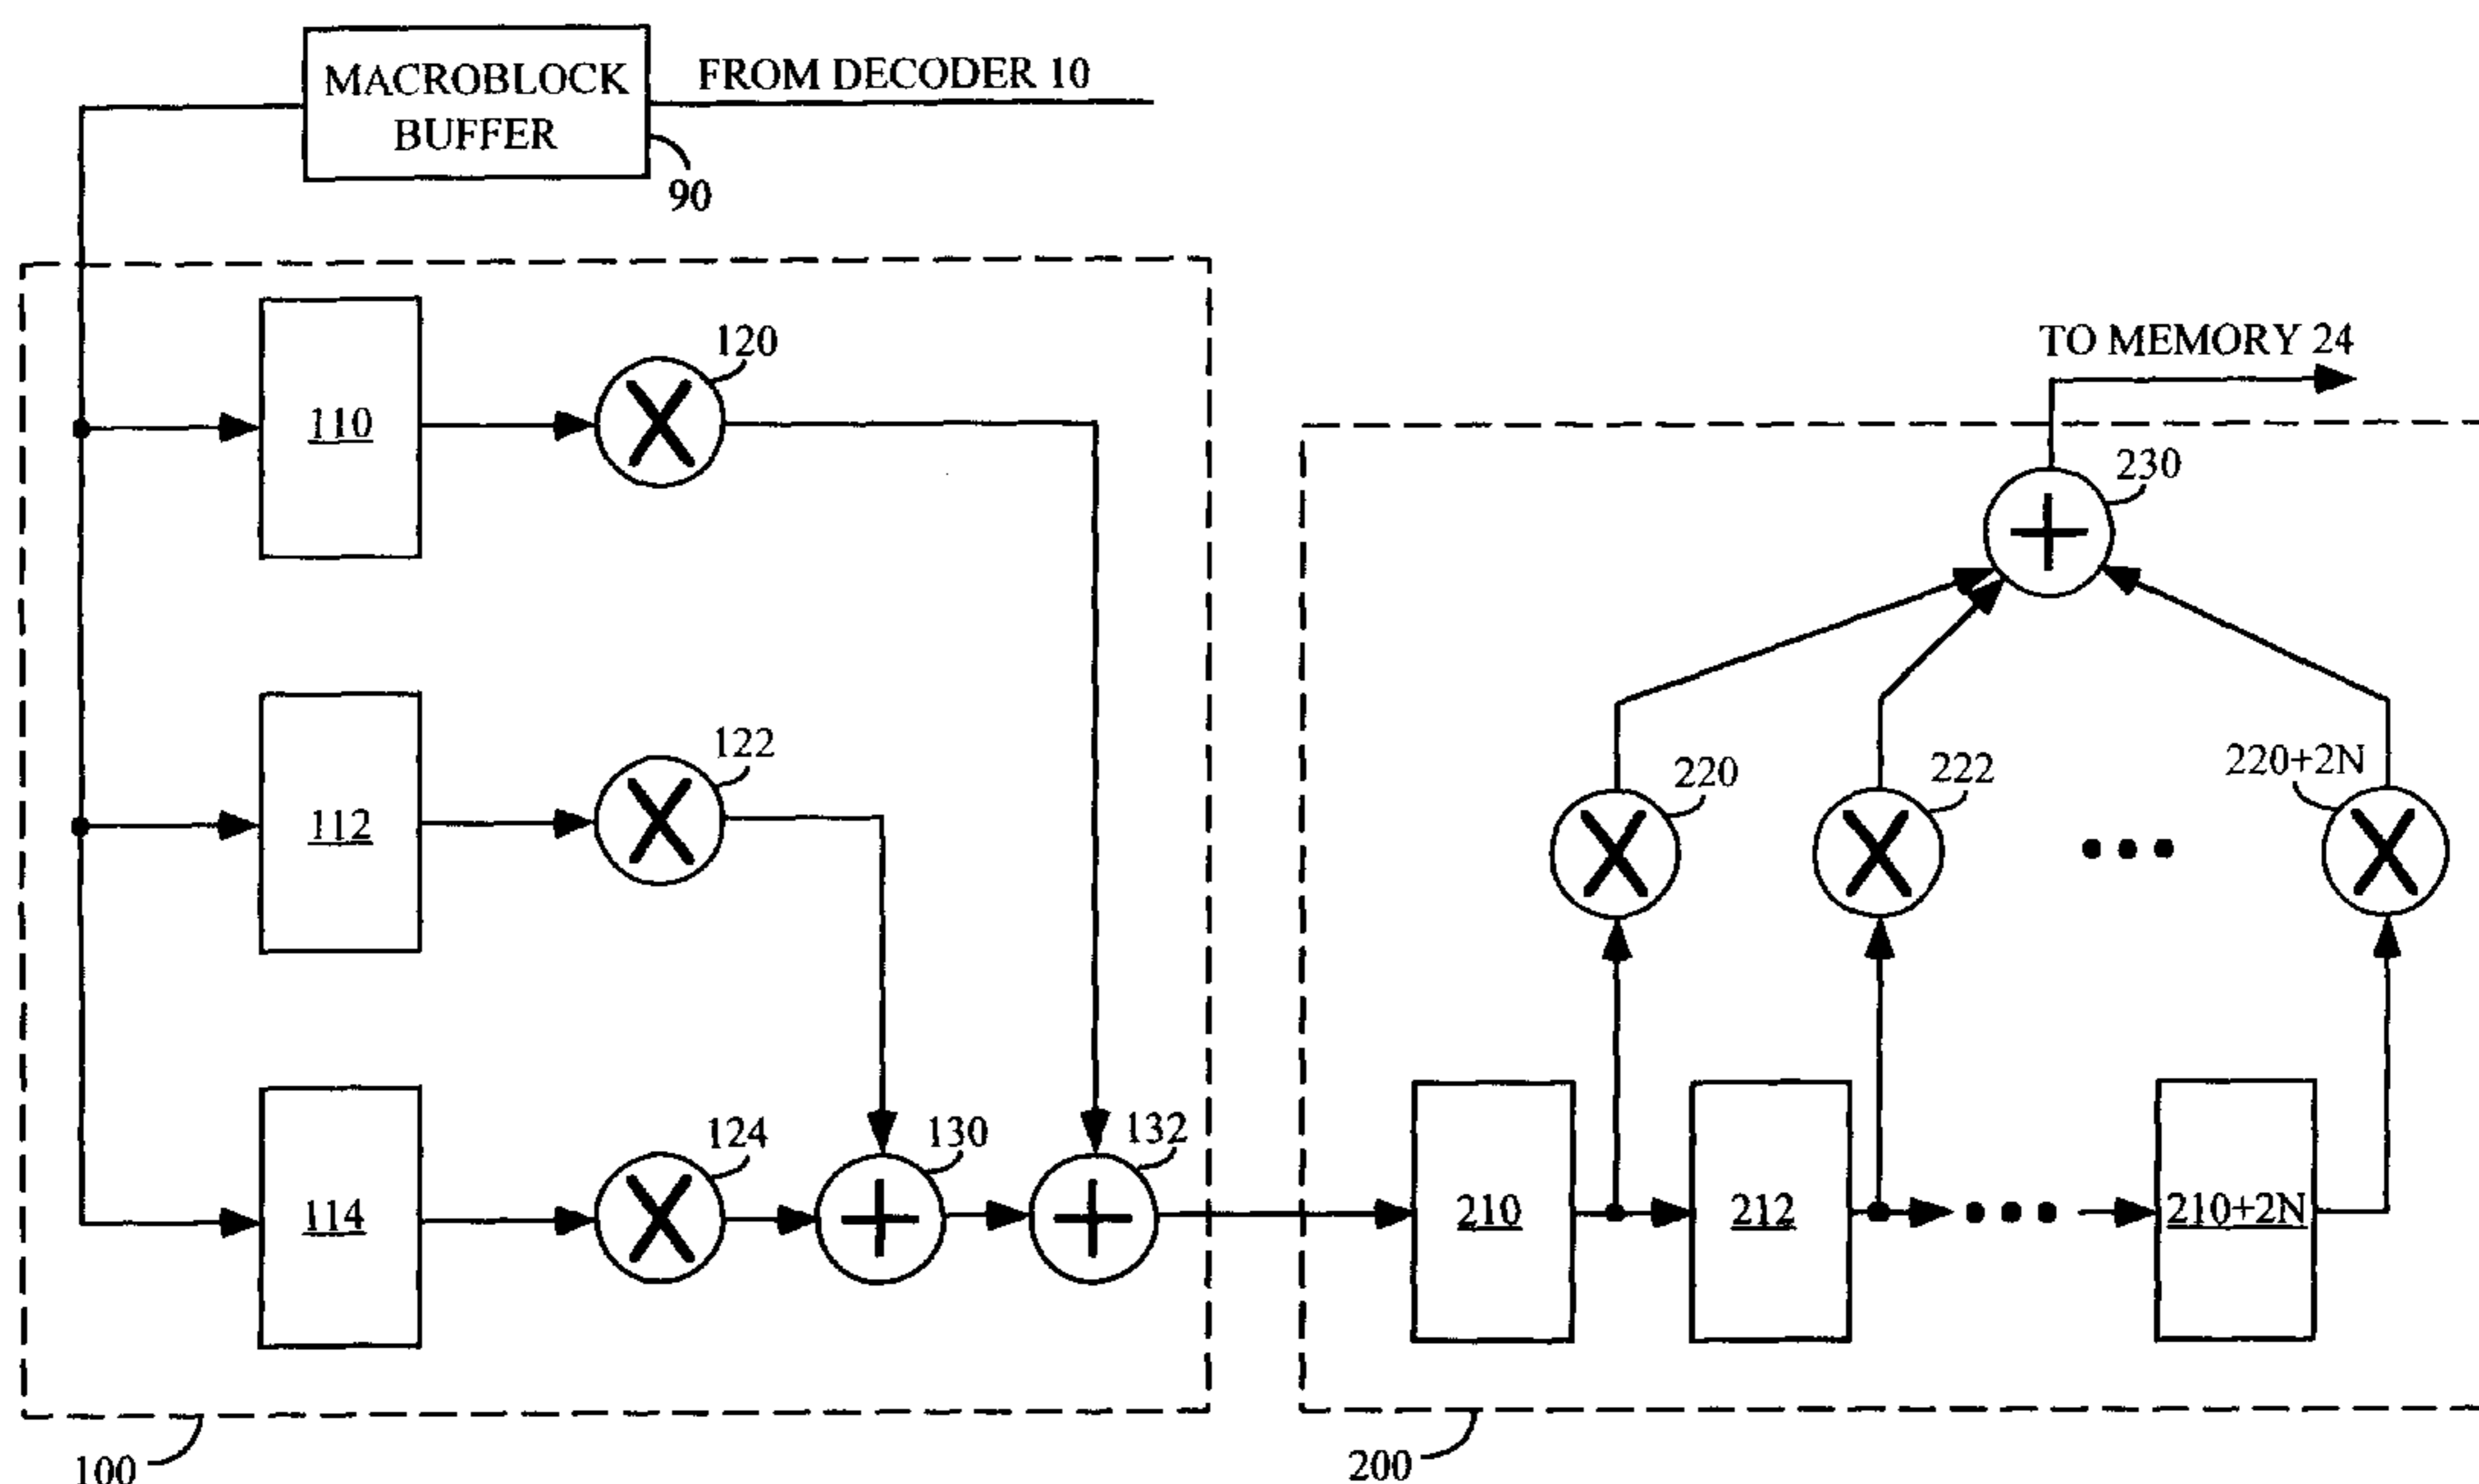 MACROBLOCK
BUFFER
FROM DECODER 10
90
110
120
TO MEMORY 24
230
112
122
220
222
220+2N
114
124
130
132
210
212
210+2N
100
200